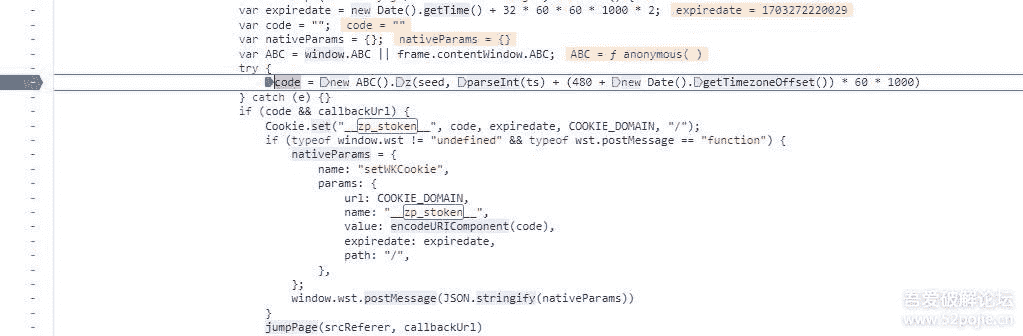 var expiredate = new Date().getTime() + 32 * 60 * 60 * 1000 * 2; expiredate = 1703272220029
var code = ""; code = ""
var nativeParams = {}; nativeParams = {}
var ABC = window.ABC || frame.contentWindow.ABC; ABC = ƒ anonymous( )
try {
code = new ABC().z(seed, parseInt(ts) + (480 + new Date().getTimezoneOffset()) * 60 * 1000)
} catch (e) {}
if (code && callbackUrl) {
Cookie.set("__zp_stoken__", code, expiredate, COOKIE_DOMAIN, "/");
if (typeof window.wst != "undefined" && typeof wst.postMessage == "function") {
nativeParams = {
name: "setWKCookie",
params: {
url: COOKIE_DOMAIN,
name: "__zp_stoken__",
value: encodeURIComponent(code),
expiredate: expiredate,
path: "/",
},
};
window.wst.postMessage(JSON.stringify(nativeParams))
}
jumpPage(srcReferer, callbackUrl)
吾爱破解论坛
www.52pojie.cn